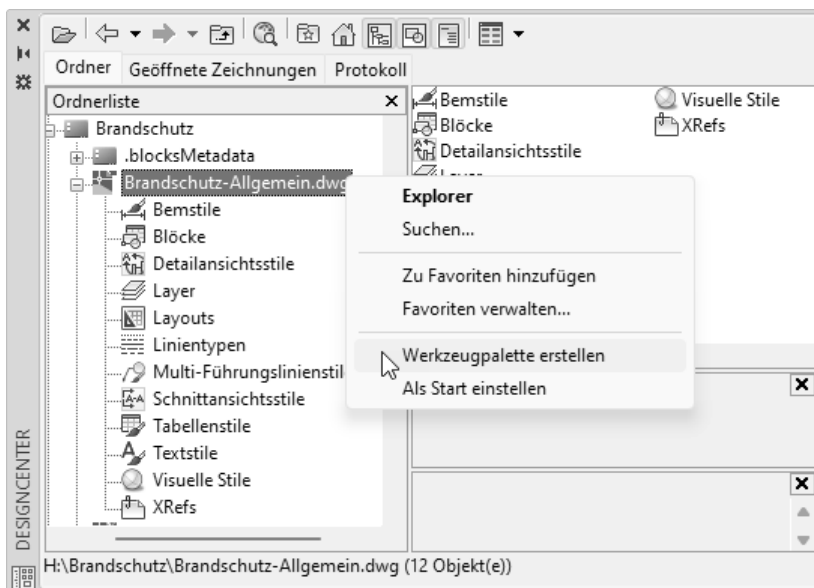 Ordner Geöffnete Zeichnungen Protokoll
Ordnerliste
Brandschutz
.blocksMetadata
Brandschutz-Allgemein.dwg
Bemstile
Blöcke
Detailansichtsstile
Layer
Layouts
Linientypen
Multi-Führungslinienstil
Schnittansichtsstile
Tabellenstile
Textstile
Visuelle Stile
XRefs
Bemstile
Visuelle Stile
Blöcke
XRefs
Detailansichtsstile
Layer
Explorer
Suchen...
Zu Favoriten hinzufügen
Favoriten verwalten...
Werkzeugpalette erstellen
Als Start einstellen
DESIGNCENTER
H:\Brandschutz\Brandschutz-Allgemein.dwg (12 Objekt(e))